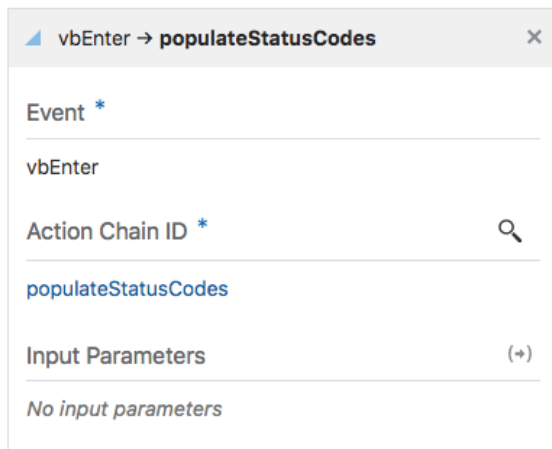 vbEnter → populateStatusCodes ×
Event *
vbEnter
Action Chain ID *
populateStatusCodes
Input Parameters (→)
No input parameters